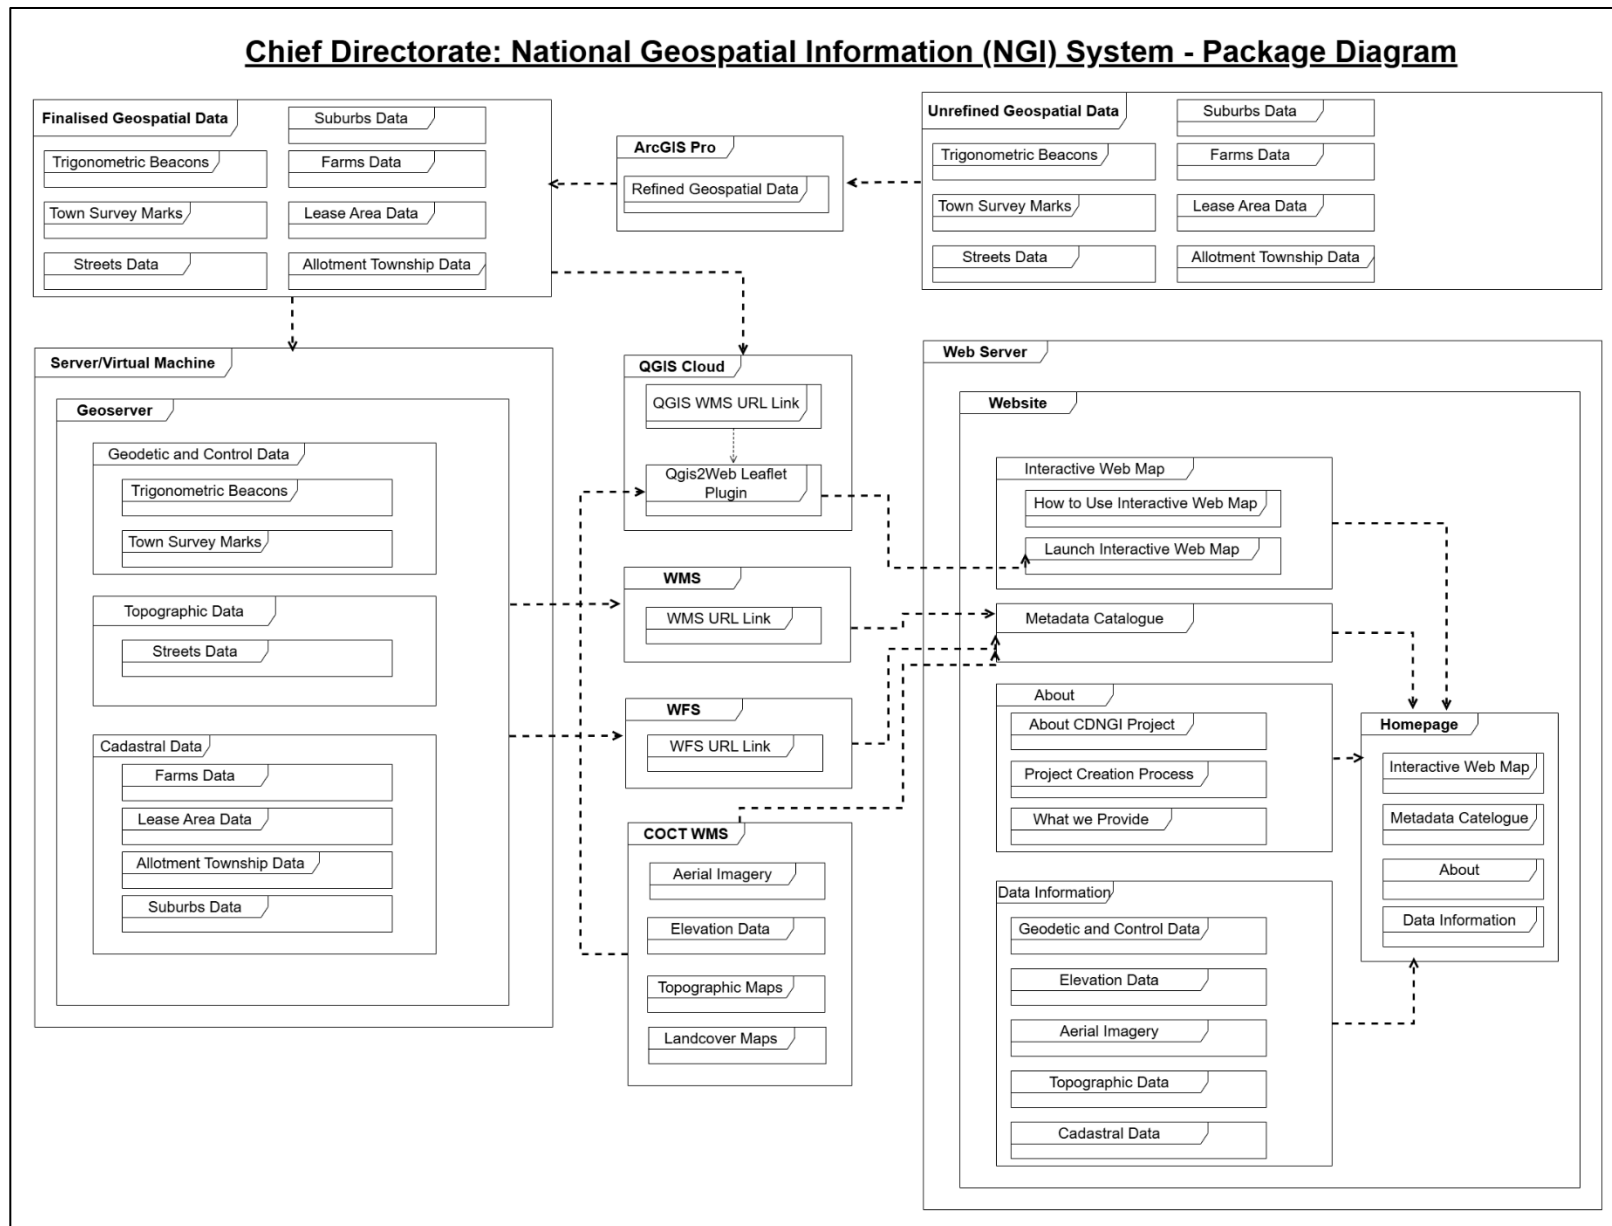 Chief Directorate: National Geospatial Information (NGI) System - Package Diagram
Finalised Geospatial Data
Trigonometric Beacons
Town Survey Marks
Streets Data
Suburbs Data
Farms Data
Lease Area Data
Allotment Township Data
ArcGIS Pro
Refined Geospatial Data
Unrefined Geospatial Data
Trigonometric Beacons
Town Survey Marks
Streets Data
Suburbs Data
Farms Data
Lease Area Data
Allotment Township Data
Server/Virtual Machine
Geoserver
Geodetic and Control Data
Trigonometric Beacons
Town Survey Marks
Topographic Data
Streets Data
Cadastral Data
Farms Data
Lease Area Data
Allotment Township Data
Suburbs Data
QGIS Cloud
QGIS WMS URL Link
Qgis2Web Leaflet
Plugin
WMS
WMS URL Link
WFS
WFS URL Link
COCT WMS
Aerial Imagery
Elevation Data
Topographic Maps
Landcover Maps
Web Server
Website
Interactive Web Map
How to Use Interactive Web Map
Launch Interactive Web Map
Metadata Catalogue
About
About CDNGI Project
Project Creation Process
What we Provide
Data Information
Geodetic and Control Data
Elevation Data
Aerial Imagery
Topographic Data
Cadastral Data
Homepage
Interactive Web Map
Metadata Catelogue
About
Data Information